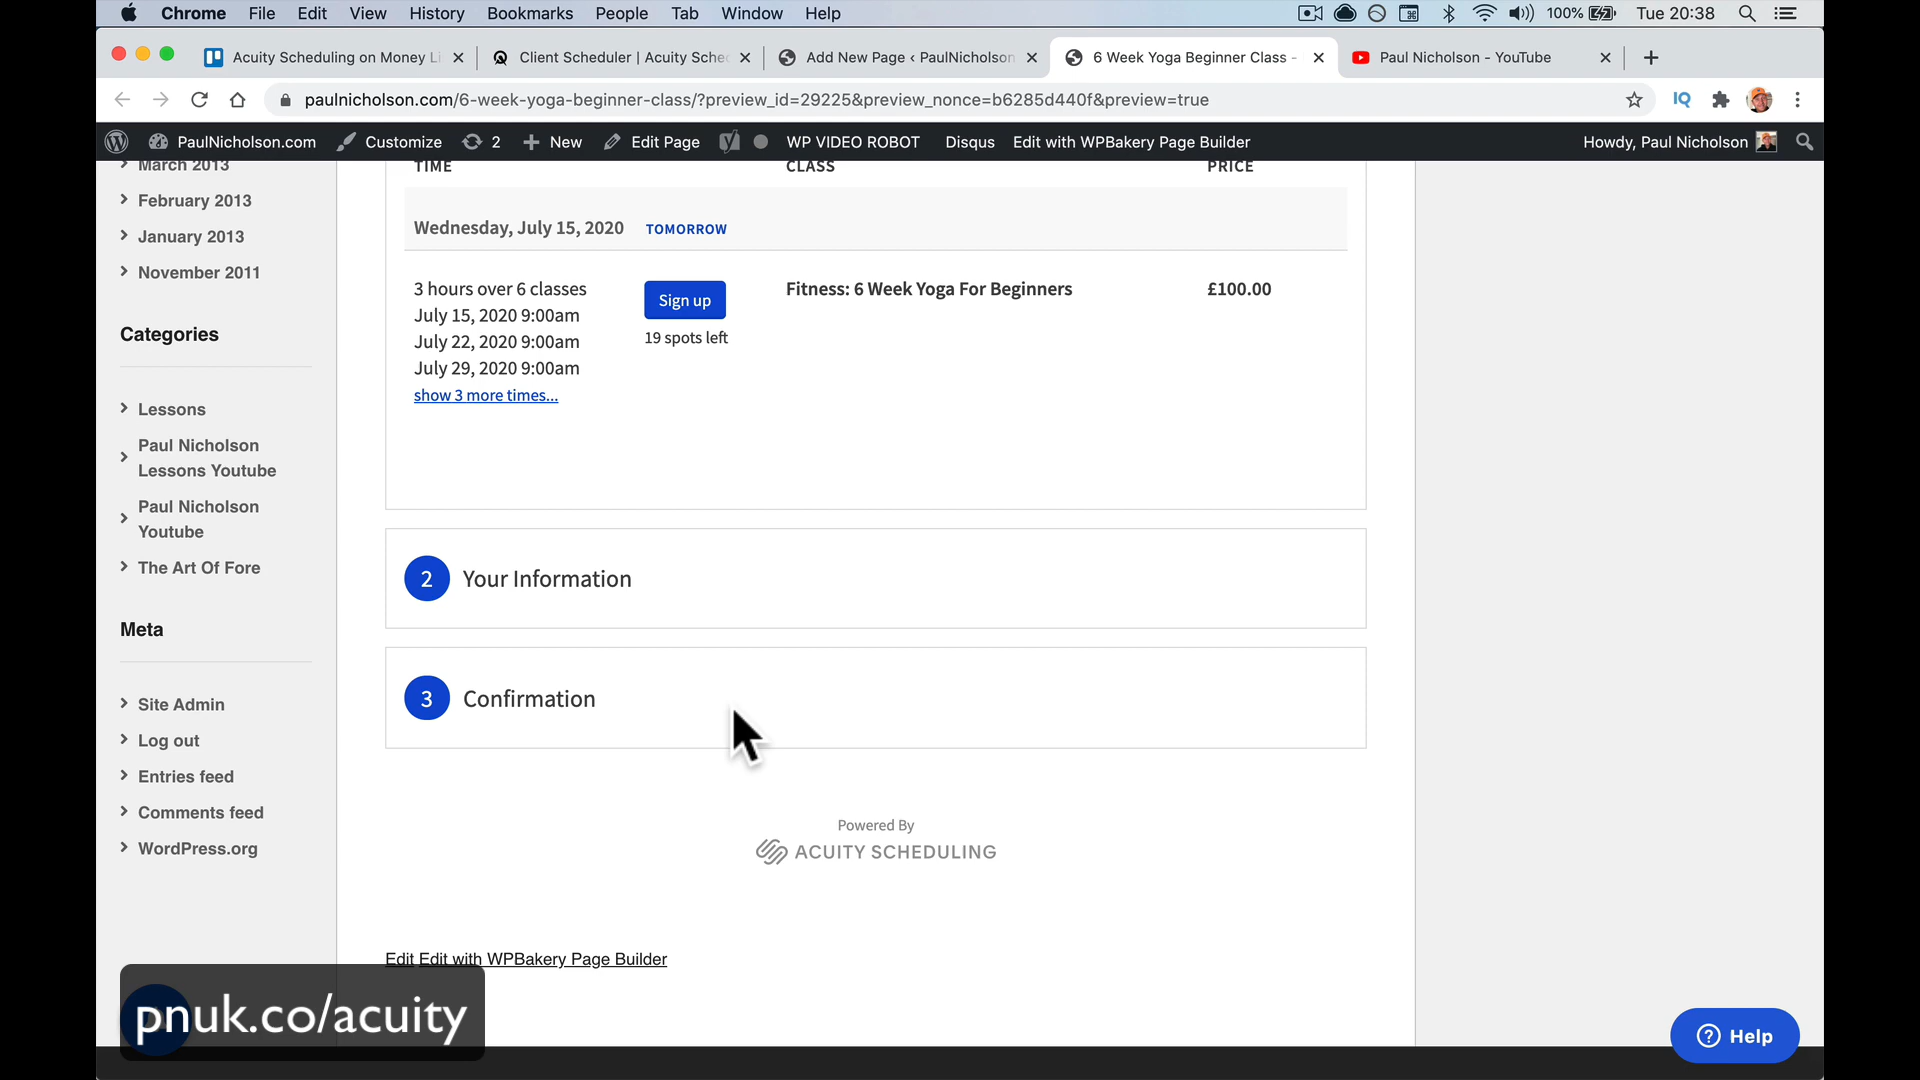 Chrome File Edit View History Bookmarks People Tab Window Help 100% Tue 20:38
Acuity Scheduling on Money Li Client Scheduler | Acuity Sche Add New Page ‹ PaulNicholson 6 Week Yoga Beginner Class - Paul Nicholson - YouTube
paulnicholson.com/6-week-yoga-beginner-class/?preview_id=29225&preview_nonce=b6285d440f&preview=true IQ
PaulNicholson.com Customize 2 New Edit Page WP VIDEO ROBOT Disqus Edit with WPBakery Page Builder Howdy, Paul Nicholson
March 2013
February 2013
January 2013
November 2011
Categories
Lessons
Paul Nicholson
Lessons Youtube
Paul Nicholson
Youtube
The Art Of Fore
Meta
Site Admin
Log out
Entries feed
Comments feed
WordPress.org
TIME CLASS PRICE
Wednesday, July 15, 2020 TOMORROW
3 hours over 6 classes
July 15, 2020 9:00am
July 22, 2020 9:00am
July 29, 2020 9:00am
show 3 more times...
Sign up
19 spots left
Fitness: 6 Week Yoga For Beginners
£100.00
2 Your Information
3 Confirmation
Powered By
ACUITY SCHEDULING
Edit Edit with WPBakery Page Builder
pnuk.co/acuity
Help